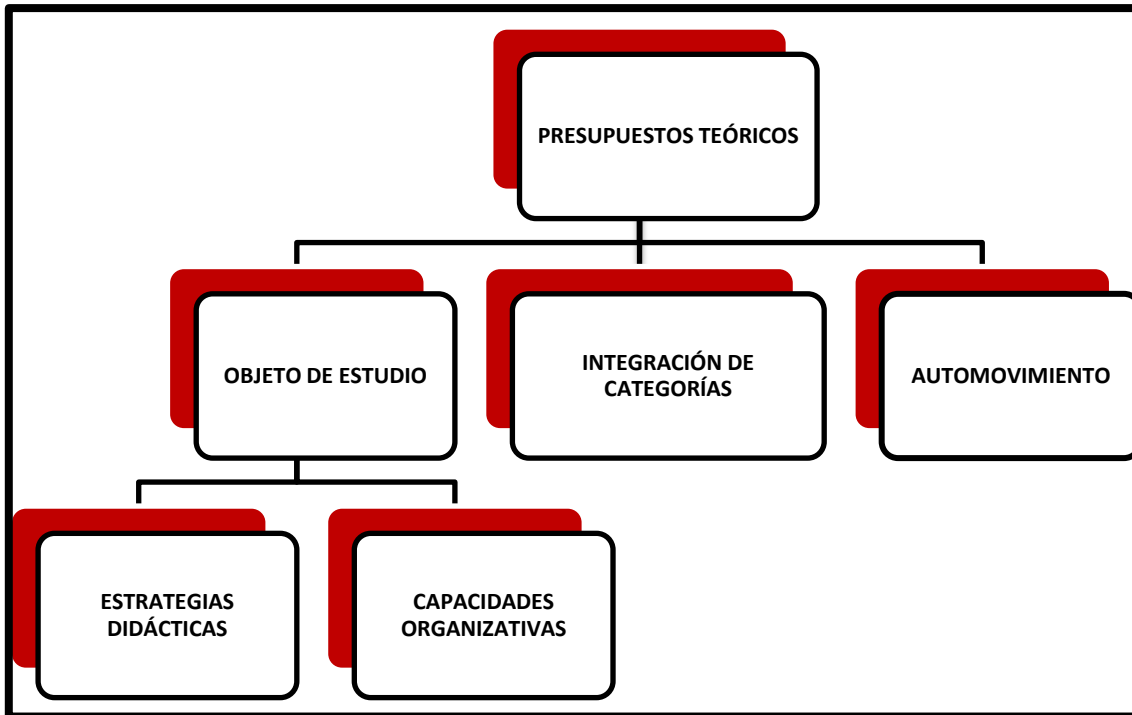 PRESUPUESTOS TEÓRICOS
OBJETO DE ESTUDIO
INTEGRACIÓN DE
CATEGORÍAS
AUTOMOVIMIENTO
ESTRATEGIAS
DIDÁCTICAS
CAPACIDADES
ORGANIZATIVAS